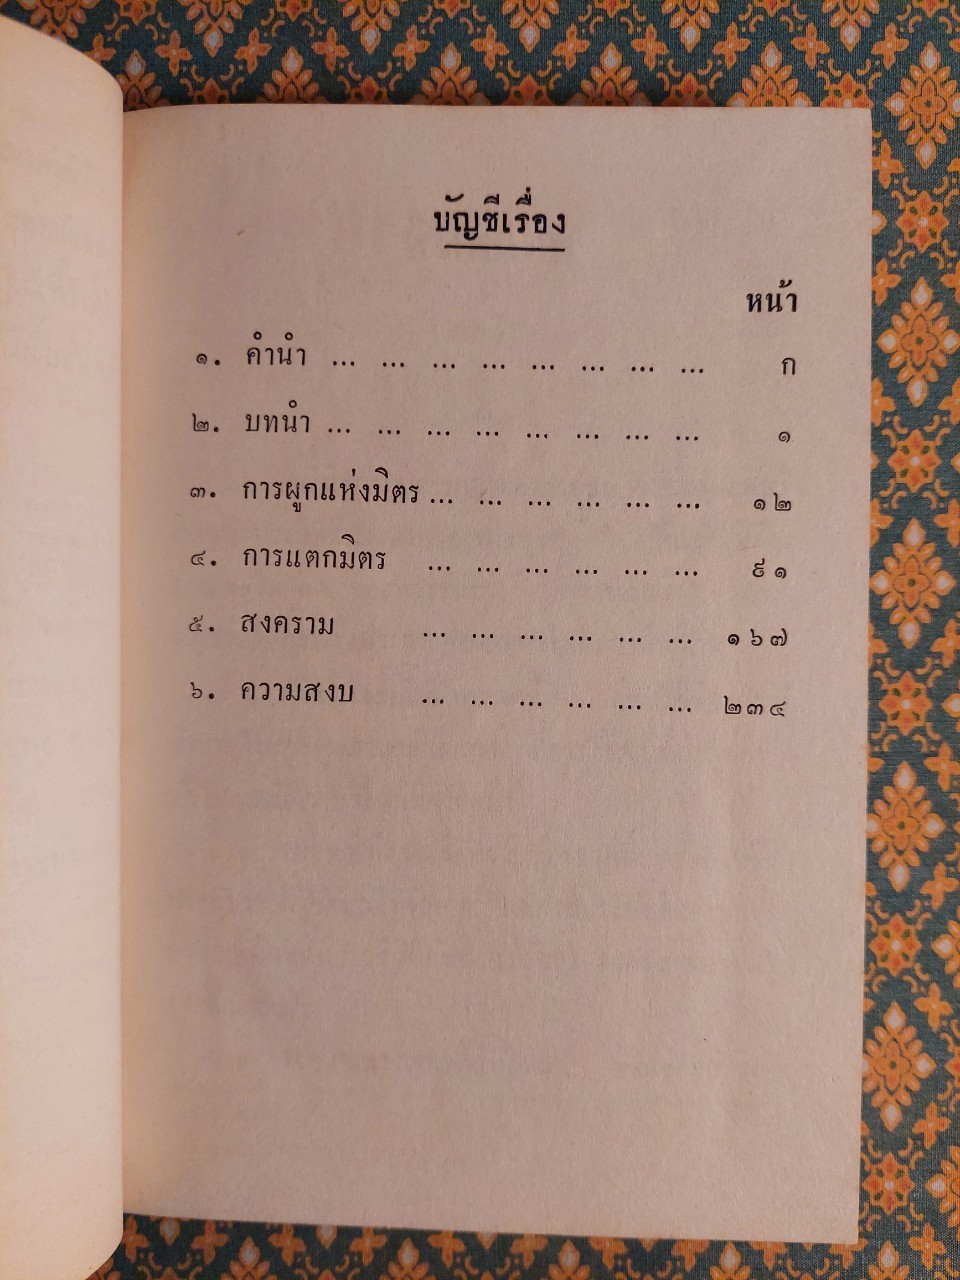 บัญชีเรื่อง
หน้า
๑. คำนำ ... ... ... ... ... ... ... ... ก
๒. บทนำ ... ... ... ... ... ... ... ... ๑
๓. การผูกแห่งมิตร ... ... ... ... ... ... ๑๒
๔. การแตกมิตร ... ... ... ... ... ... ๙๑
๕. สงคราม ... ... ... ... ... ... ๑๖๗
๖. ความสงบ ... ... ... ... ... ... ๒๓๔